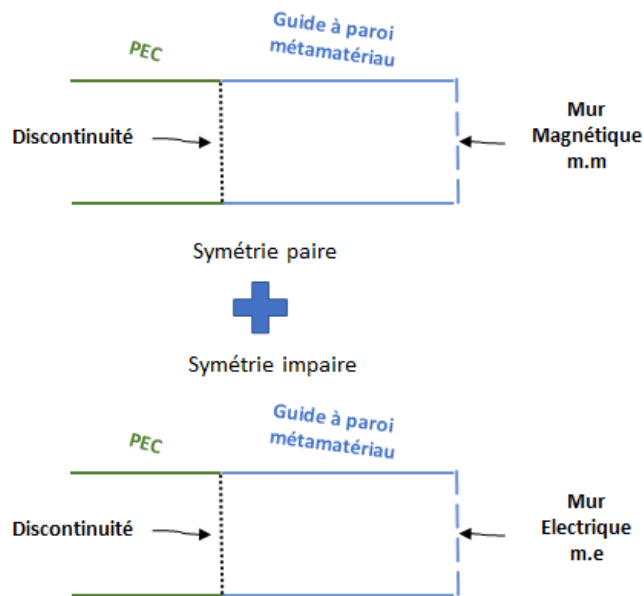 PEC
Guide à paroi
métamatériau
Discontinuité
Mur
Magnétique
m.m
Symétrie paire
Symétrie impaire
PEC
Guide à paroi
métamatériau
Discontinuité
Mur
Electrique
m.e